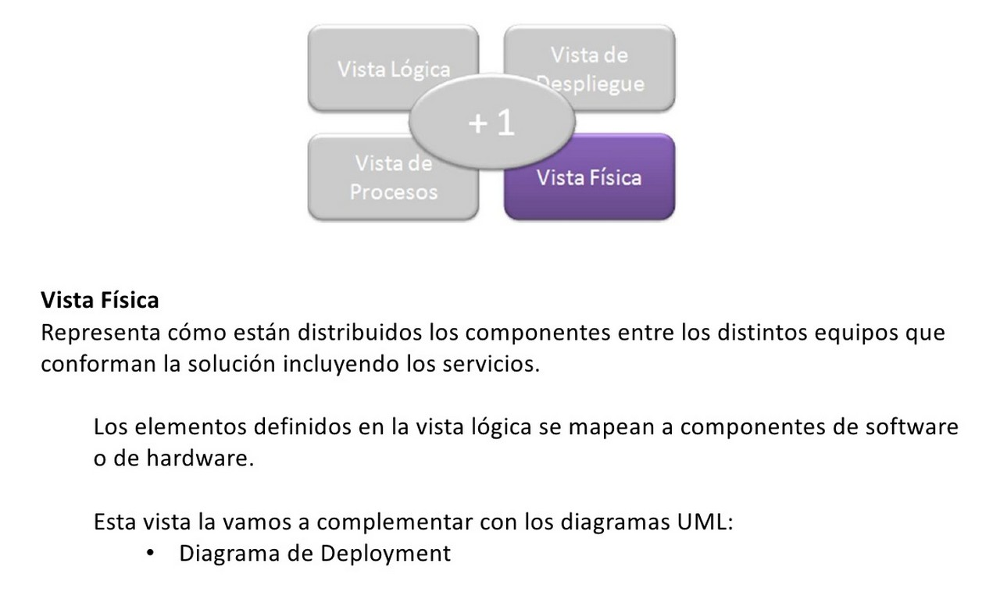 Vista Lógica
Vista de
Despliegue
+ 1
Vista de
Procesos
Vista Física
Vista Física
Representa cómo están distribuidos los componentes entre los distintos equipos que
conforman la solución incluyendo los servicios.
Los elementos definidos en la vista lógica se mapean a componentes de software
o de hardware.
Esta vista la vamos a complementar con los diagramas UML:
• Diagrama de Deployment